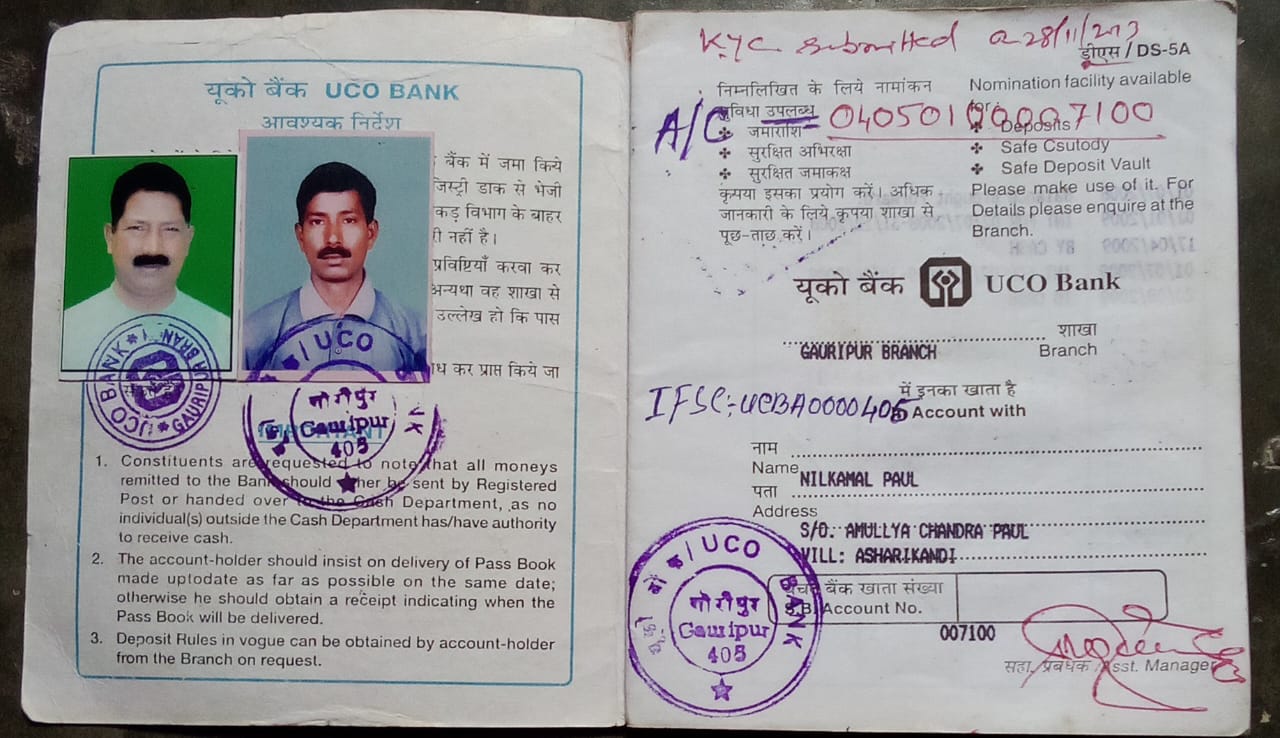 यूको बैंक UCO BANK
आवश्यक निर्देश
बैंक में जमा किये
जिस्ट्री डाक से भेजी
कड़ विभाग के बाहर
री नहीं है।
प्रविष्टियाँ करवा कर
अन्यथा वह शाखा से
उल्लेख हो कि पास
कर प्राप्त किये जा
UCO BANK GAURIPUR BRAN
UCO
गौरीपुर
Gauripur
405
IMPORTANT
1. Constituents are requested to note that all moneys
remitted to the Bank should either be sent by Registered
Post or handed over to the Cash Department, as no
individual(s) outside the Cash Department has/have authority
to receive cash.
2. The account-holder should insist on delivery of Pass Book
made uptodate as far as possible on the same date;
otherwise he should obtain a receipt indicating when the
Pass Book will be delivered.
3. Deposit Rules in vogue can be obtained by account-holder
from the Branch on request.
KYC Submitted
डीएस / DS-5A
निम्नलिखित के लिये नामांकन
सुविधा उपलब्ध
❖ जमाराशि
❖ सुरक्षित अभिरक्षा
❖ सुरक्षित जमाकक्ष
कृपया इसका प्रयोग करें। अधिक
जानकारी के लिये कृपया शाखा से
पूछ-ताछ करें।
Nomination facility available
for :
❖ Deposits
❖ Safe Csutody
❖ Safe Deposit Vault
Please make use of it. For
Details please enquire at the
Branch.
A/C 04050100007100
यूको बैंक UCO Bank
शाखा
GAURIPUR BRANCH Branch
में इनका खाता है
IFSC:- UCBA0000405
Account with
नाम
Name NILKAMAL PAUL
पता
Address
S/O. AMULLYA CHANDRA PAUL
VILL: ASHARIKANDI
बचत बैंक खाता संख्या
S.B. Account No.
007100
सहा. प्रबंधक / Asst. Manager
UCO BANK
गौरीपुर
Gauripur
405